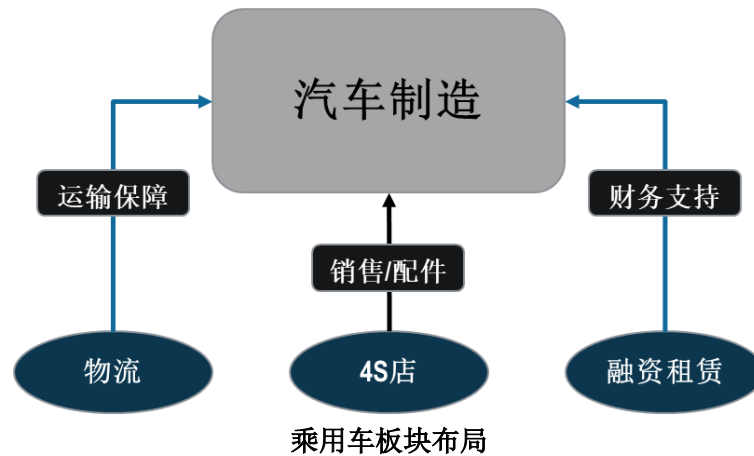 汽车制造
运输保障
财务支持
销售/配件
物流
4S店
融资租赁
乘用车板块布局